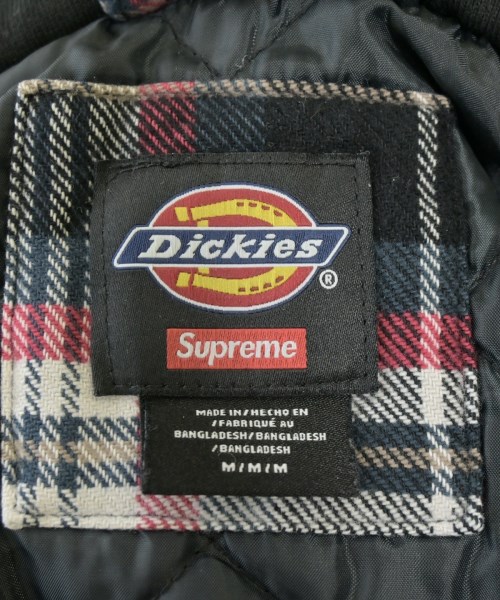 Dickies
®
Supreme
MADE IN/HECHO EN
/FABRIQUÉ AU
BANGLADESH/BANGLADESH
/BANGLADESH
M/M/M